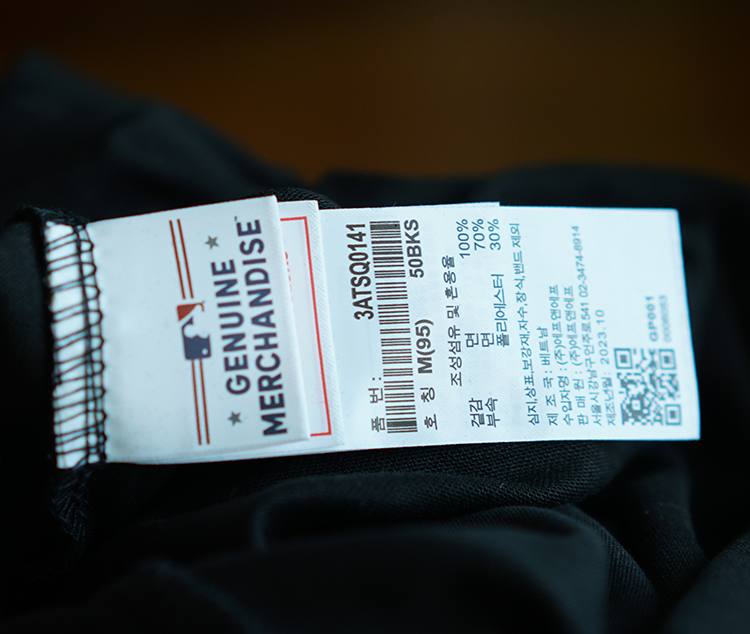 GENUINE
MERCHANDISE™
품 번 :
3ATSQ0141
50BKS
호 칭 M(95)
조성섬유 및 혼용율
겉감 면 100%
부속 면 70%
폴리에스터 30%
심지,상표,보강재,자수,장식,밴드 제외
제 조 국 : 베트남
수입자명 : (주)에프앤에프
판 매 원 : (주)에프앤에프
서울시강남구언주로541 02-3474-8914
제조년월 : 2023.10
GP001